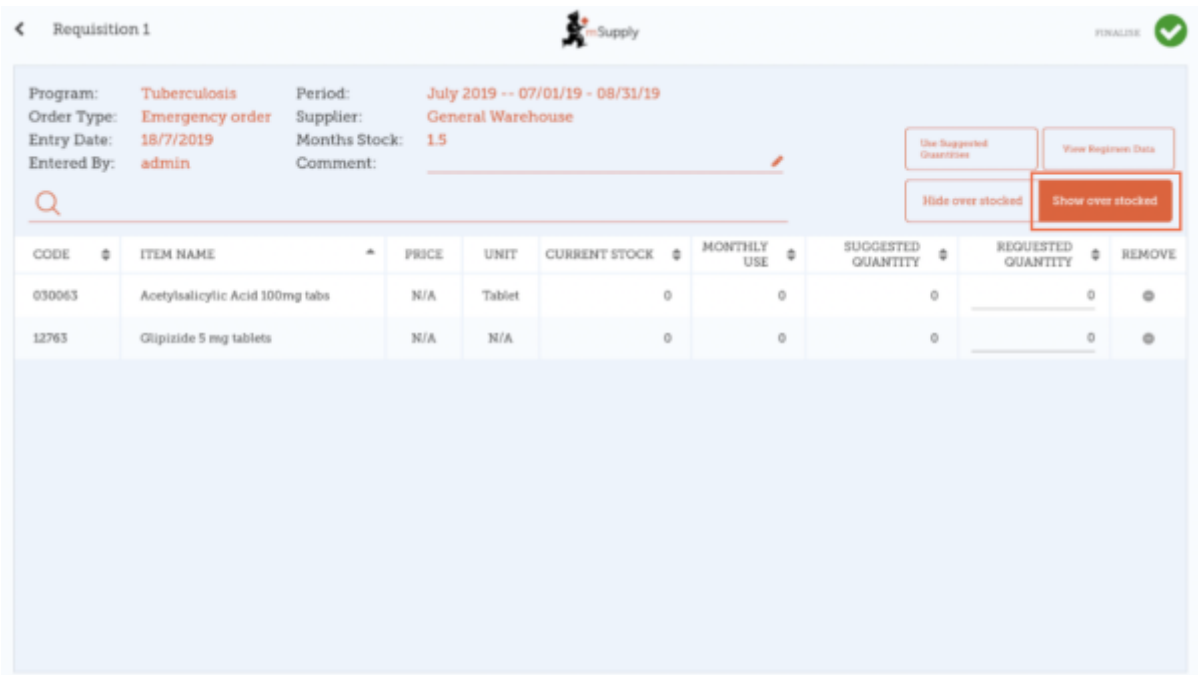 Requisition 1
mSupply
FINALISE
Program: Tuberculosis Period: July 2019 -- 07/01/19 - 08/31/19
Order Type: Emergency order Supplier: General Warehouse
Entry Date: 18/7/2019 Months Stock: 1.5
Entered By: admin Comment:
Use Suggested
Quantities
View Regimen Data
Hide over stocked Show over stocked
CODE ITEM NAME PRICE UNIT CURRENT STOCK MONTHLY USE SUGGESTED QUANTITY REQUESTED QUANTITY REMOVE
030063 Acetylsalicylic Acid 100mg tabs N/A Tablet 0 0 0 0
12763 Glipizide 5 mg tablets N/A N/A 0 0 0 0